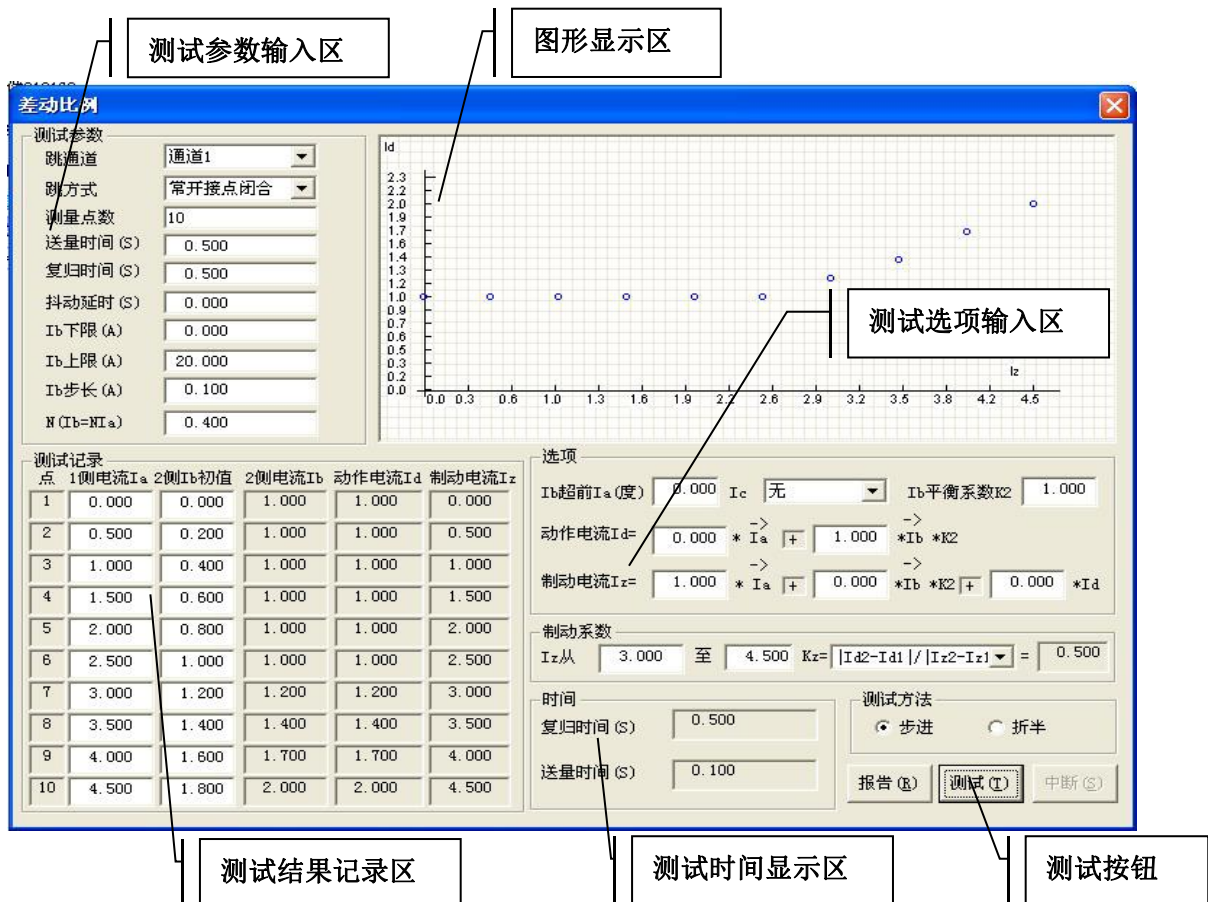 测试参数输入区
图形显示区
差动比例
测试参数
跳通道 通道1
跳方式 常开接点闭合
测量点数 10
送量时间(S) 0.500
复归时间(S) 0.500
抖动延时(S) 0.000
Ib下限(A) 0.000
Ib上限(A) 20.000
Ib步长(A) 0.100
N(Ib=NIa) 0.400
Id
2.3
2.2
2.0
1.9
1.7
1.6
1.4
1.3
1.2
1.0
0.9
0.7
0.6
0.5
0.3
0.2
0.0
Iz
0.0 0.3 0.6 1.0 1.3 1.6 1.9 2.2 2.6 2.9 3.2 3.5 3.8 4.2 4.5
测试选项输入区
测试记录
点 1侧电流Ia 2侧Ib初值 2侧电流Ib 动作电流Id 制动电流Iz
1 0.000 0.000 1.000 1.000 0.000
2 0.500 0.200 1.000 1.000 0.500
3 1.000 0.400 1.000 1.000 1.000
4 1.500 0.600 1.000 1.000 1.500
5 2.000 0.800 1.000 1.000 2.000
6 2.500 1.000 1.000 1.000 2.500
7 3.000 1.200 1.200 1.200 3.000
8 3.500 1.400 1.400 1.400 3.500
9 4.000 1.600 1.700 1.700 4.000
10 4.500 1.800 2.000 2.000 4.500
选项
Ib超前Ia(度) 0.000 Ic 无 Ib平衡系数K2 1.000
-> ->
动作电流Id= 0.000 * Ia + 1.000 *Ib *K2
-> ->
制动电流Iz= 1.000 * Ia + 0.000 *Ib *K2 + 0.000 *Id
制动系数
Iz从 3.000 至 4.500 Kz= |Id2-Id1|/|Iz2-Iz1 = 0.500
时间
复归时间(S) 0.500
送量时间(S) 0.100
测试方法
步进 折半
报告(R) 测试(T) 中断(S)
测试结果记录区
测试时间显示区
测试按钮